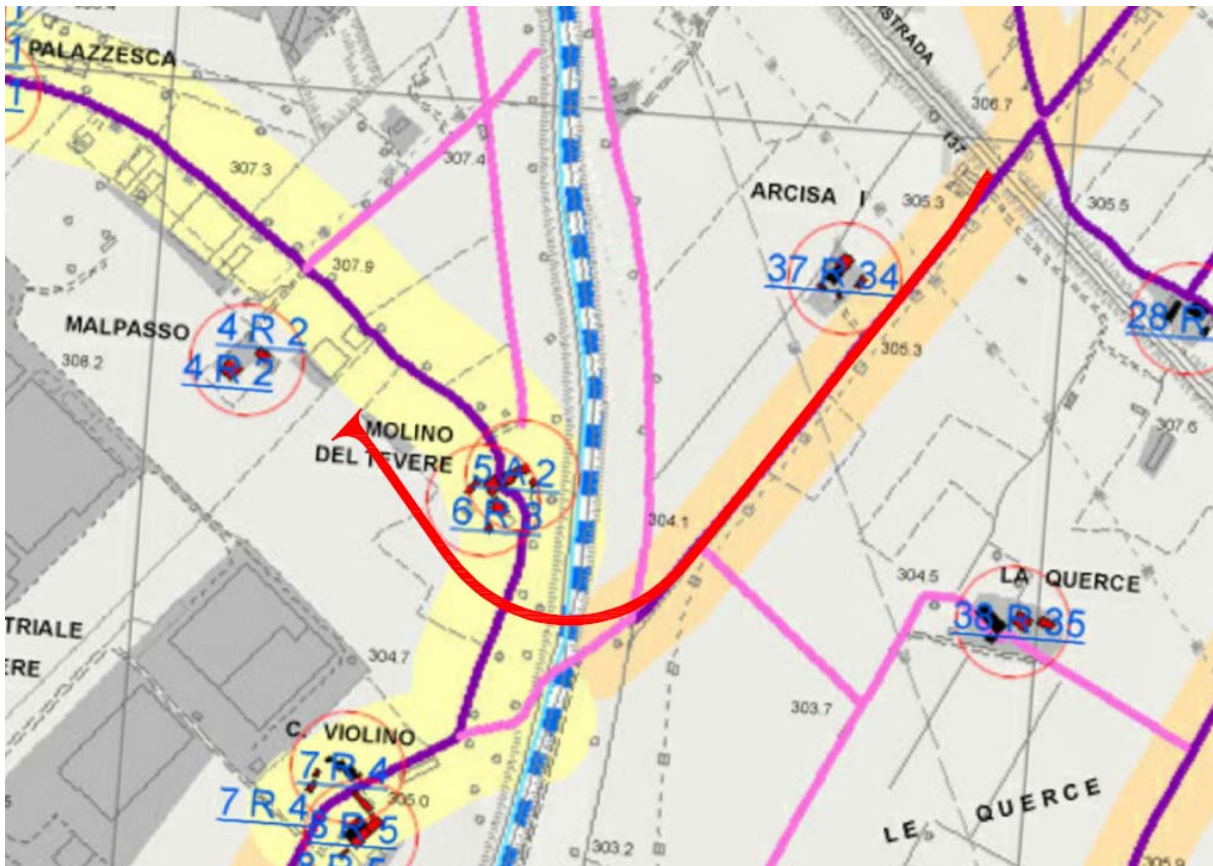 PALAZZESCA
307.3
307.4
307.9
MALPASSO
4 R 2
4 R 2
308.2
MOLINO
DEL TEVERE
5 A 2
6 R 3
304.7
C. VIOLINO
7 R 4
7 R 4
305.0
ARCISA I
37 R 34
305.3
306.7
305.5
305.3
28 R
307.6
304.1
304.5
LA QUERCE
38 R 35
303.7
LE QUERCE
303.2